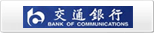 交通銀行
BANK OF COMMUNICATIONS